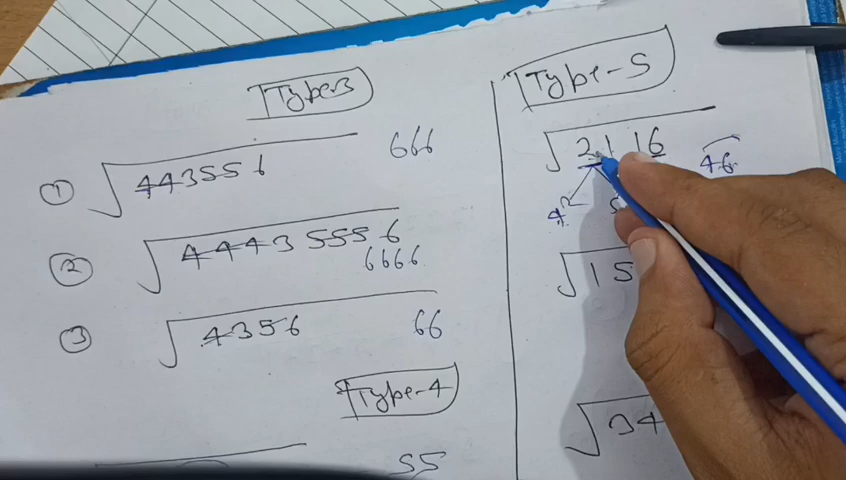 Type-3
① √443556 666
② √44435556 6666
③ √4356 66
Type-4
55
Type-5
√2116 46
4²
√15
√34